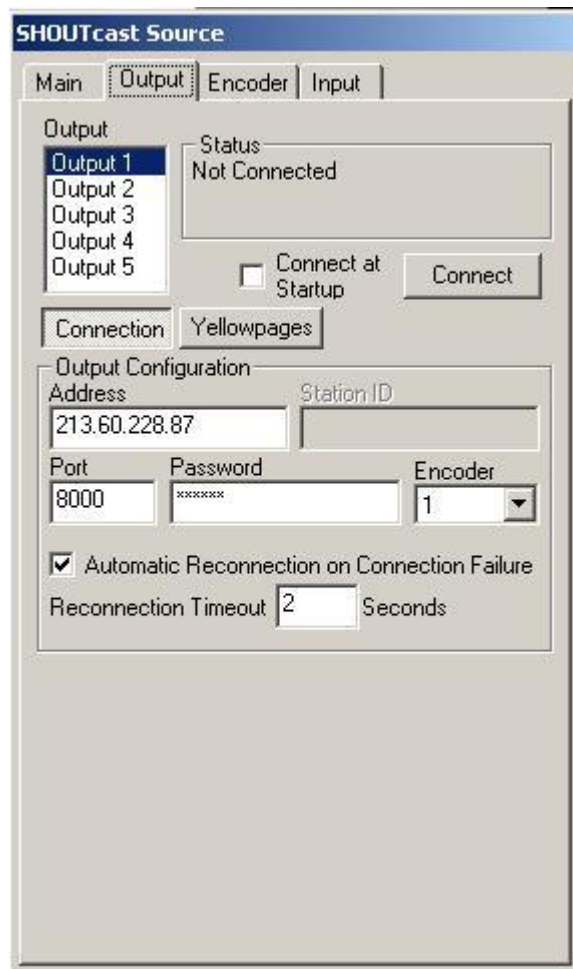 SHOUTcast Source
Main Output Encoder Input
Output
Output 1
Output 2
Output 3
Output 4
Output 5
Status
Not Connected
Connect at
Startup
Connect
Connection Yellowpages
Output Configuration
Address Station ID
213.60.228.87
Port Password Encoder
8000 ****** 1
Automatic Reconnection on Connection Failure
Reconnection Timeout 2 Seconds